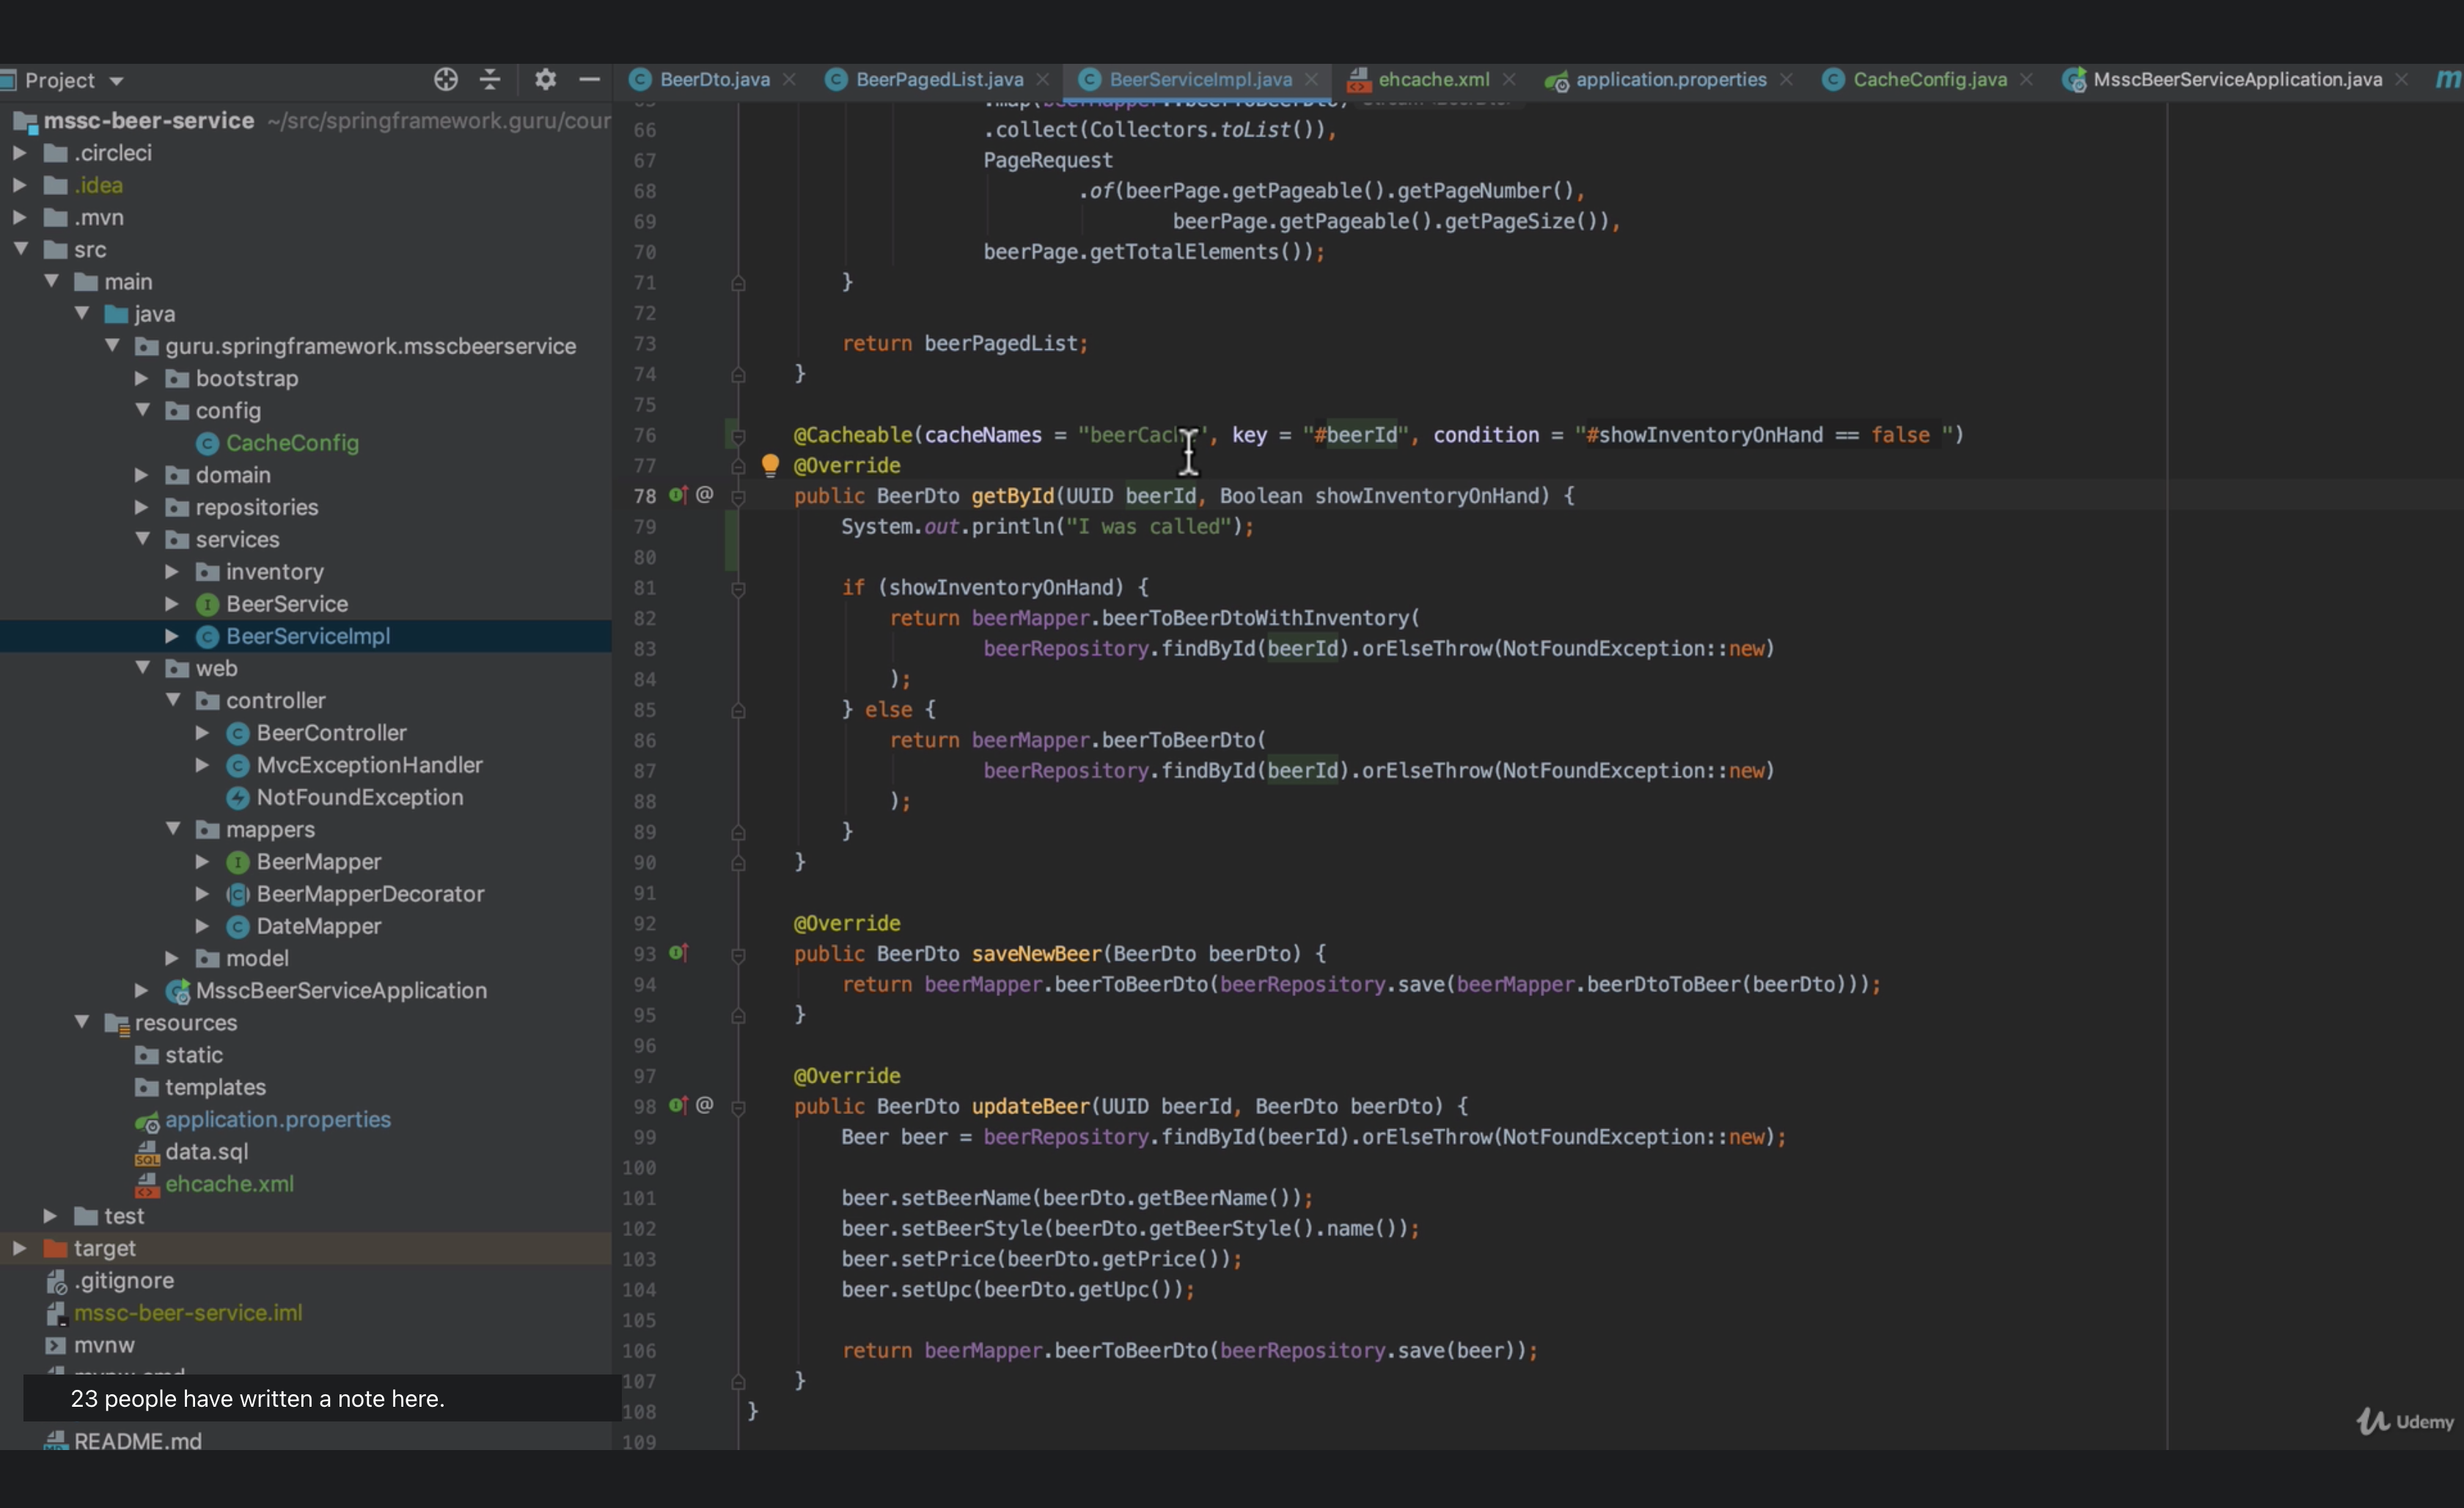 Project
BeerDto.java
BeerPagedList.java
BeerServiceImpl.java
ehcache.xml
application.properties
CacheConfig.java
MsscBeerServiceApplication.java
m
mssc-beer-service ~/src/springframework.guru/cour
.circleci
.idea
.mvn
src
main
java
guru.springframework.msscbeerservice
bootstrap
config
CacheConfig
domain
repositories
services
inventory
BeerService
BeerServiceImpl
web
controller
BeerController
MvcExceptionHandler
NotFoundException
mappers
BeerMapper
BeerMapperDecorator
DateMapper
model
MsscBeerServiceApplication
resources
static
templates
application.properties
data.sql
ehcache.xml
test
target
.gitignore
mssc-beer-service.iml
mvnw
23 people have written a note here.
README.md
66 .collect(Collectors.toList()),
67 PageRequest
68 .of(beerPage.getPageable().getPageNumber(),
69 beerPage.getPageable().getPageSize()),
70 beerPage.getTotalElements());
71 }
72
73 return beerPagedList;
74 }
75
76 @Cacheable(cacheNames = "beerCache", key = "#beerId", condition = "#showInventoryOnHand == false ")
77 @Override
78 public BeerDto getById(UUID beerId, Boolean showInventoryOnHand) {
79 System.out.println("I was called");
80
81 if (showInventoryOnHand) {
82 return beerMapper.beerToBeerDtoWithInventory(
83 beerRepository.findById(beerId).orElseThrow(NotFoundException::new)
84 );
85 } else {
86 return beerMapper.beerToBeerDto(
87 beerRepository.findById(beerId).orElseThrow(NotFoundException::new)
88 );
89 }
90 }
91
92 @Override
93 public BeerDto saveNewBeer(BeerDto beerDto) {
94 return beerMapper.beerToBeerDto(beerRepository.save(beerMapper.beerDtoToBeer(beerDto)));
95 }
96
97 @Override
98 public BeerDto updateBeer(UUID beerId, BeerDto beerDto) {
99 Beer beer = beerRepository.findById(beerId).orElseThrow(NotFoundException::new);
100
101 beer.setBeerName(beerDto.getBeerName());
102 beer.setBeerStyle(beerDto.getBeerStyle().name());
103 beer.setPrice(beerDto.getPrice());
104 beer.setUpc(beerDto.getUpc());
105
106 return beerMapper.beerToBeerDto(beerRepository.save(beer));
107 }
108 }
109
Udemy